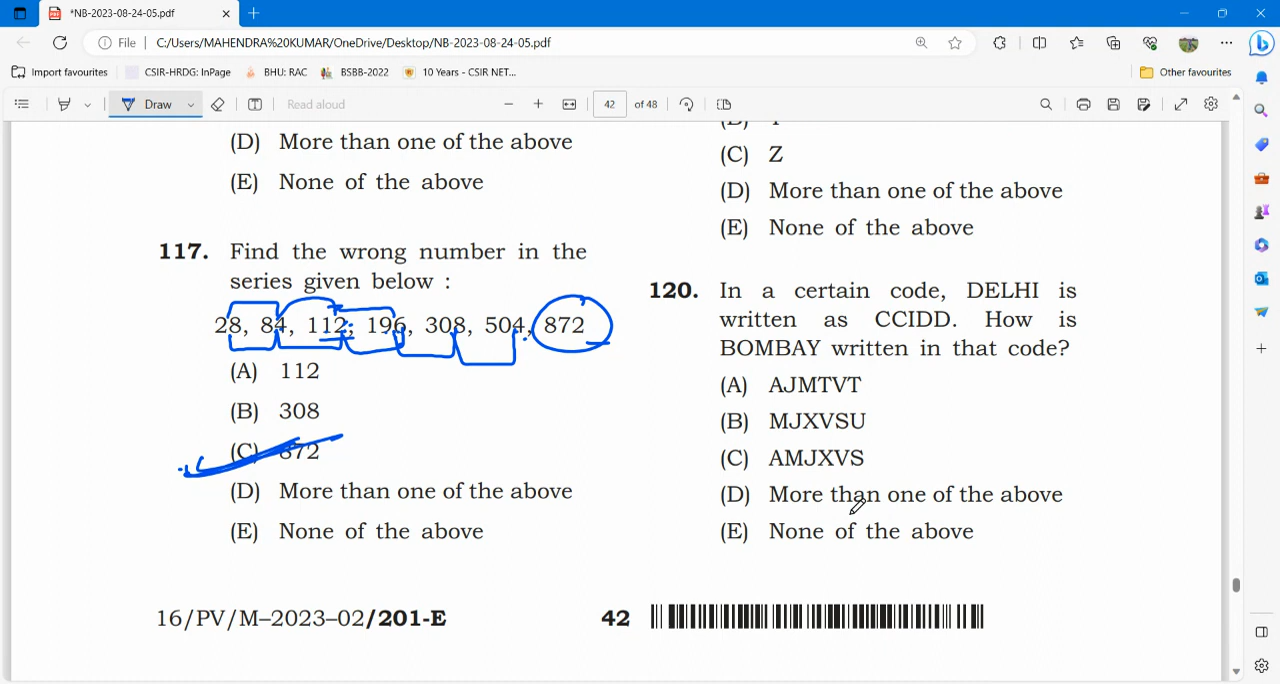 *NB-2023-08-24-05.pdf
File C:/Users/MAHENDRA%20KUMAR/OneDrive/Desktop/NB-2023-08-24-05.pdf
Import favourites CSIR-HRDG: InPage BHU: RAC BSBB-2022 10 Years - CSIR NET... Other favourites
Draw Read aloud 42 of 48
(D) More than one of the above
(E) None of the above
117. Find the wrong number in the
series given below :
28, 84, 112, 196, 308, 504, 872
(A) 112
(B) 308
(C) 872
(D) More than one of the above
(E) None of the above
(C) Z
(D) More than one of the above
(E) None of the above
120. In a certain code, DELHI is
written as CCIDD. How is
BOMBAY written in that code?
(A) AJMTVT
(B) MJXVSU
(C) AMJXVS
(D) More than one of the above
(E) None of the above
16/PV/M–2023–02/201-E 42